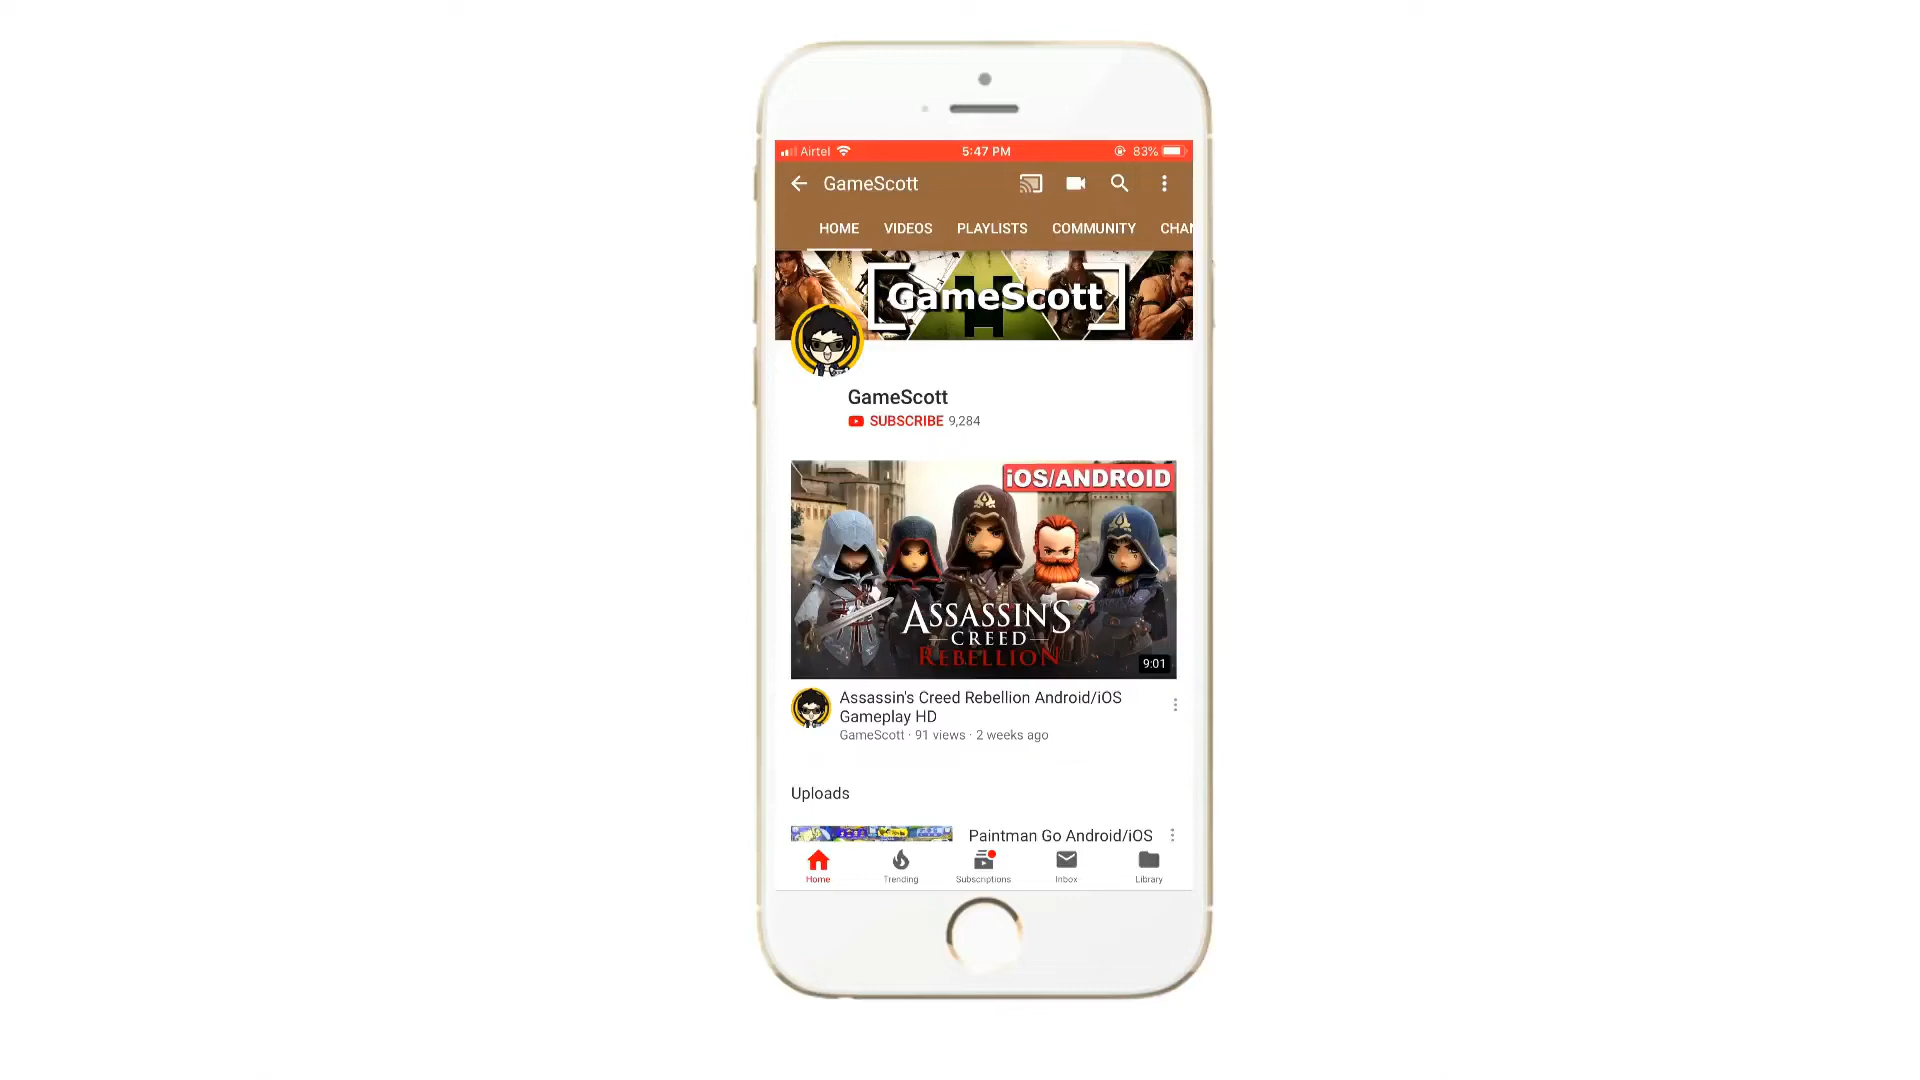 Airtel 5:47 PM 83%
GameScott
HOME VIDEOS PLAYLISTS COMMUNITY CHAN
GameScott
GameScott
SUBSCRIBE 9,284
iOS/ANDROID
ASSASSIN'S
CREED
REBELLION
9:01
Assassin's Creed Rebellion Android/iOS
Gameplay HD
GameScott · 91 views · 2 weeks ago
Uploads
Paintman Go Android/iOS
Home Trending Subscriptions Inbox Library